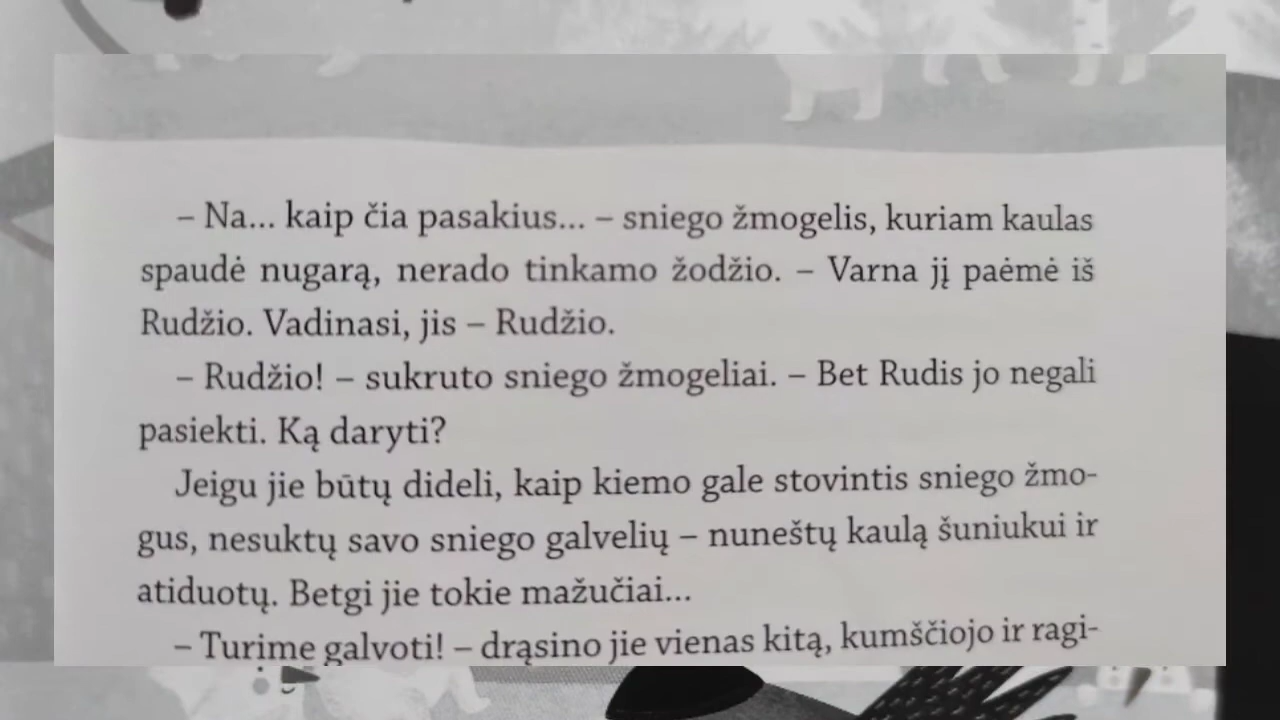 – Na... kaip čia pasakius... – sniego žmogelis, kuriam kaulas
spaudė nugarą, nerado tinkamo žodžio. – Varna jį paėmė iš
Rudžio. Vadinasi, jis – Rudžio.
– Rudžio! – sukruto sniego žmogeliai. – Bet Rudis jo negali
pasiekti. Ką daryti?
Jeigu jie būtų dideli, kaip kiemo gale stovintis sniego žmo-
gus, nesuktų savo sniego galvelių – nuneštų kaulą šuniukui ir
atiduotų. Betgi jie tokie mažučiai...
– Turime galvoti! – drąsino jie vienas kitą, kumščiojo ir ragi-